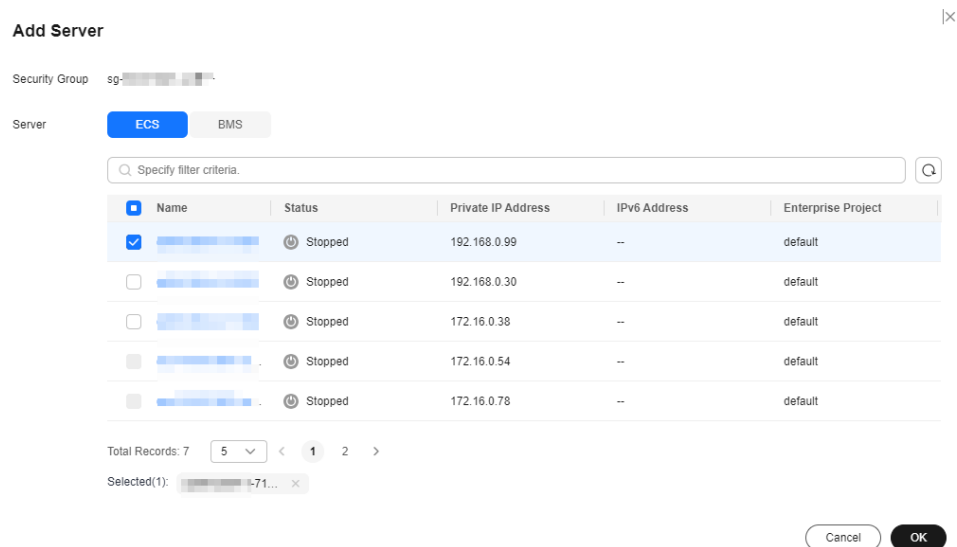 Add Server
Security Group sg-
Server ECS BMS
Specify filter criteria.
Name Status Private IP Address IPv6 Address Enterprise Project
Stopped 192.168.0.99 -- default
Stopped 192.168.0.30 -- default
Stopped 172.16.0.38 -- default
Stopped 172.16.0.54 -- default
Stopped 172.16.0.78 -- default
Total Records: 7 5 1 2
Selected(1): -71...
Cancel OK